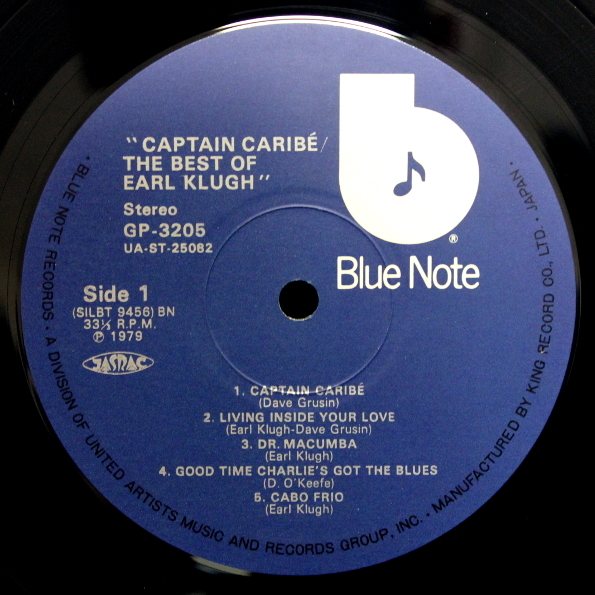 "CAPTAIN CARIBÉ/
THE BEST OF
EARL KLUGH"
Stereo
GP-3205
UA-ST-25082
Blue Note
®
Side 1
(SILBT 9456) BN
33⅓ R.P.M.
℗ 1979
JASRAC
1. CAPTAIN CARIBÉ
(Dave Grusin)
2. LIVING INSIDE YOUR LOVE
(Earl Klugh-Dave Grusin)
3. DR. MACUMBA
(Earl Klugh)
4. GOOD TIME CHARLIE'S GOT THE BLUES
(D. O'Keefe)
5. CABO FRIO
(Earl Klugh)
• BLUE NOTE RECORDS • A DIVISION OF UNITED ARTISTS MUSIC AND RECORDS GROUP, INC. • MANUFACTURED BY KING RECORD CO., LTD. • JAPAN •